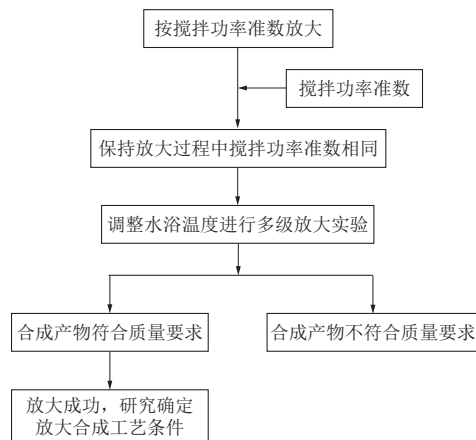 按搅拌功率准数放大
搅拌功率准数
保持放大过程中搅拌功率准数相同
调整水浴温度进行多级放大实验
合成产物符合质量要求
合成产物不符合质量要求
放大成功，研究确定
放大合成工艺条件